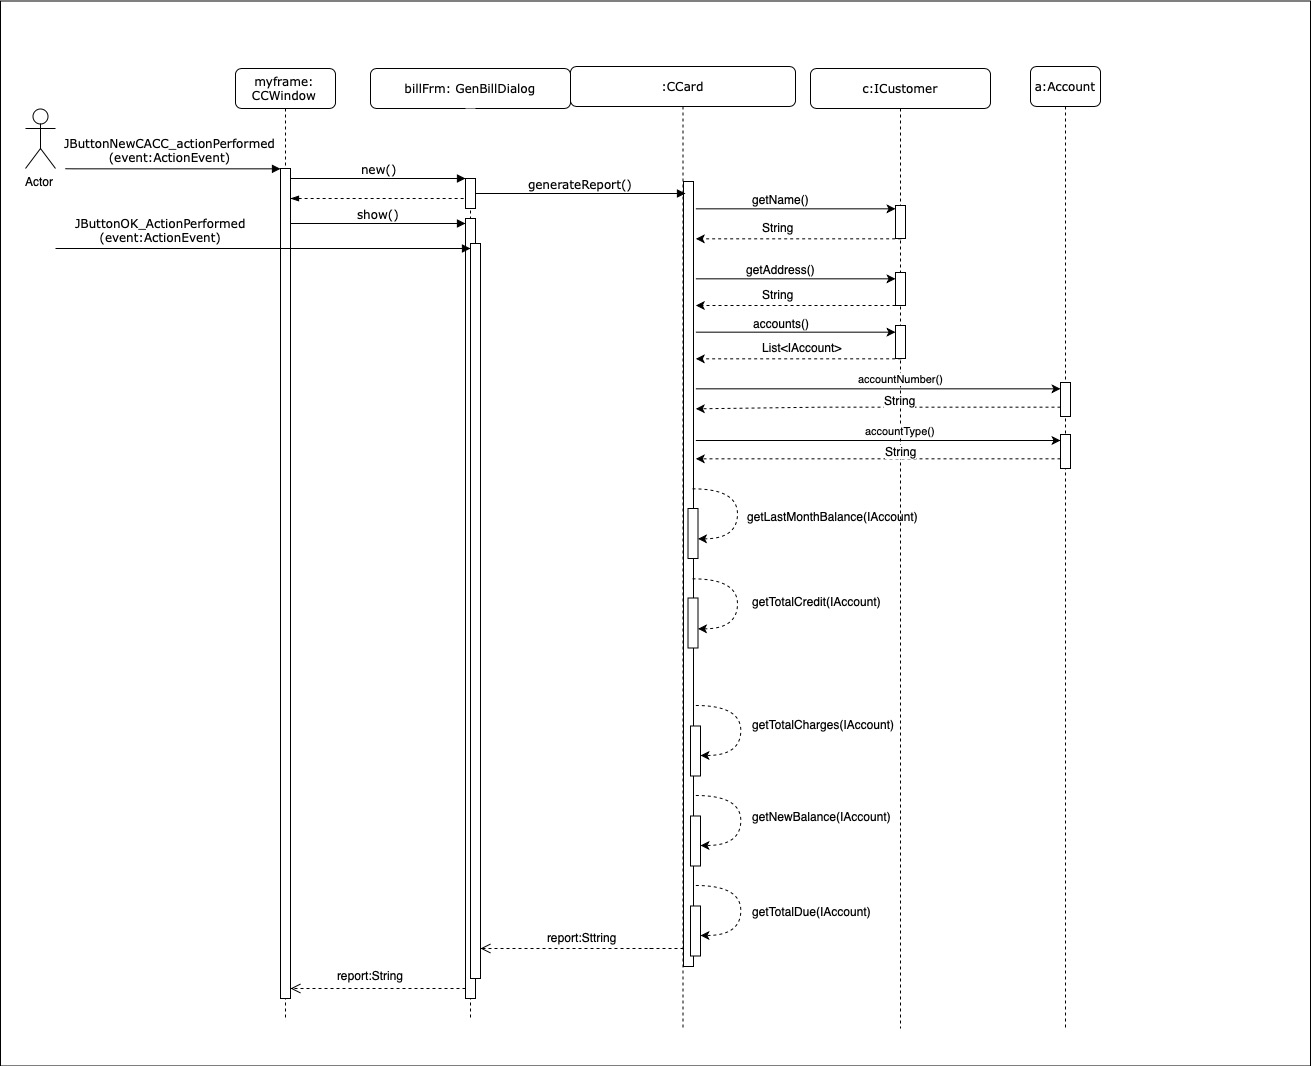 myframe:
CCWindow
billFrm: GenBillDialog
:CCard
c:ICustomer
a:Account
JButtonNewCACC_actionPerformed
(event:ActionEvent)
Actor
new()
generateReport()
getName()
show()
JButtonOK_ActionPerformed
(event:ActionEvent)
String
getAddress()
String
accounts()
List<IAccount>
accountNumber()
String
accountType()
String
getLastMonthBalance(IAccount)
getTotalCredit(IAccount)
getTotalCharges(IAccount)
getNewBalance(IAccount)
getTotalDue(IAccount)
report:Sttring
report:String